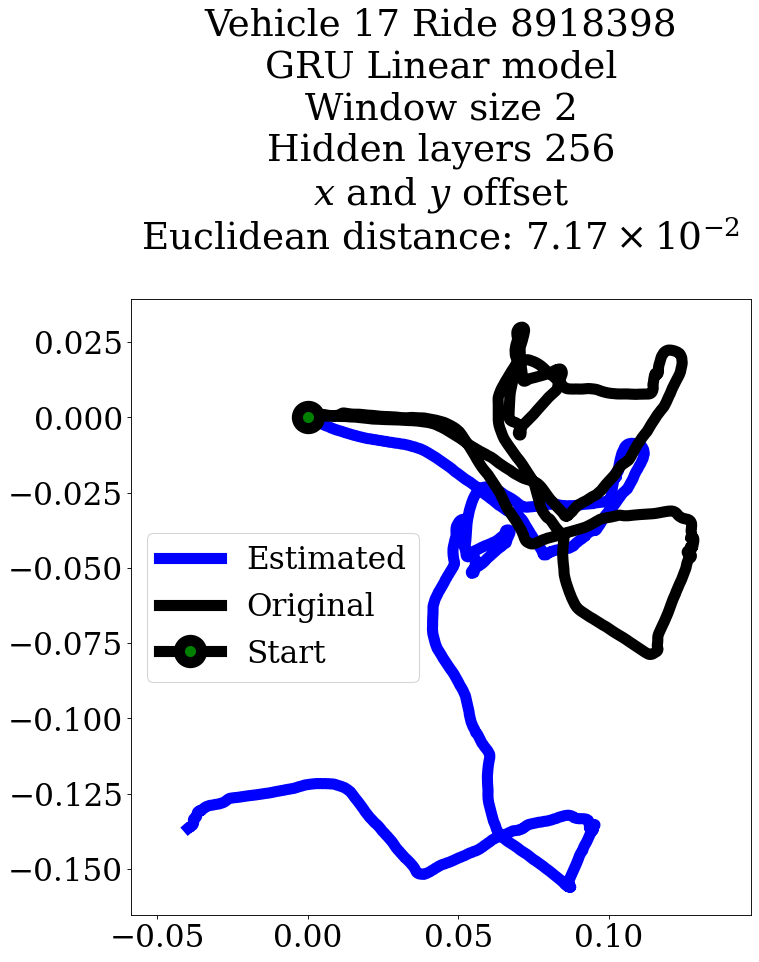 Vehicle 17 Ride 8918398
GRU Linear model
Window size 2
Hidden layers 256
x and y offset
Euclidean distance: 7.17 × 10⁻²
0.025
0.000
−0.025
−0.050
−0.075
−0.100
−0.125
−0.150
Estimated
Original
Start
−0.05 0.00 0.05 0.10